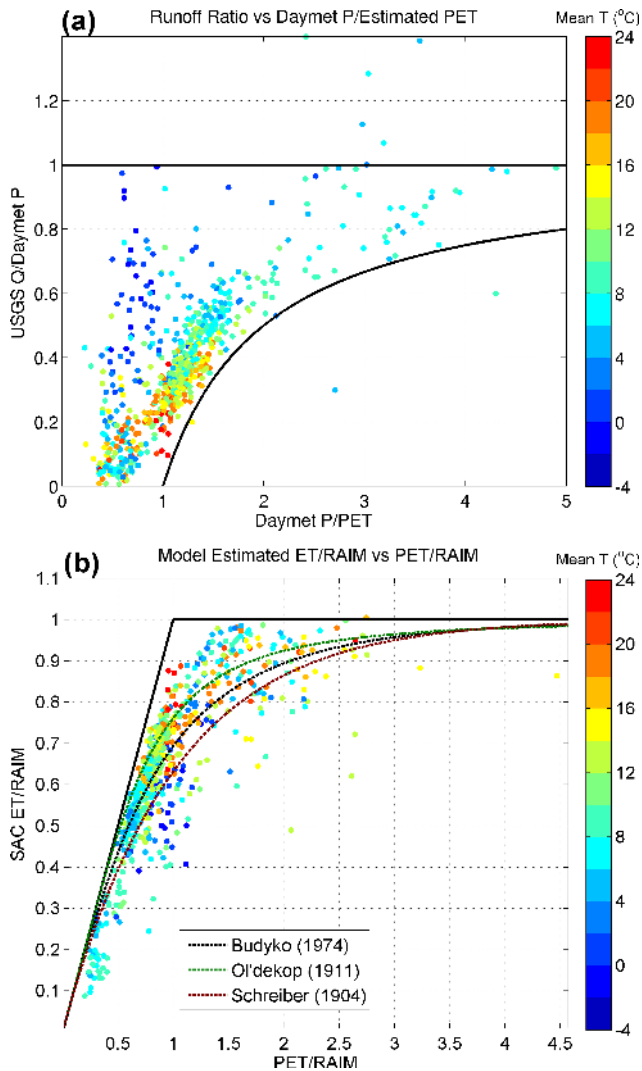 (a) Runoff Ratio vs Daymet P/Estimated PET
Mean T (°C)
USGS Q/Daymet P
1.2
1
0.8
0.6
0.4
0.2
0
0 1 2 3 4 5
Daymet P/PET
24
20
16
12
8
4
0
-4
(b) Model Estimated ET/RAIM vs PET/RAIM
Mean T (°C)
SAC ET/RAIM
1.1
1
0.9
0.8
0.7
0.6
0.5
0.4
0.3
0.2
0.1
Budyko (1974)
Ol'dekop (1911)
Schreiber (1904)
0.5 1 1.5 2 2.5 3 3.5 4 4.5
PET/RAIM
24
20
16
12
8
4
0
-4